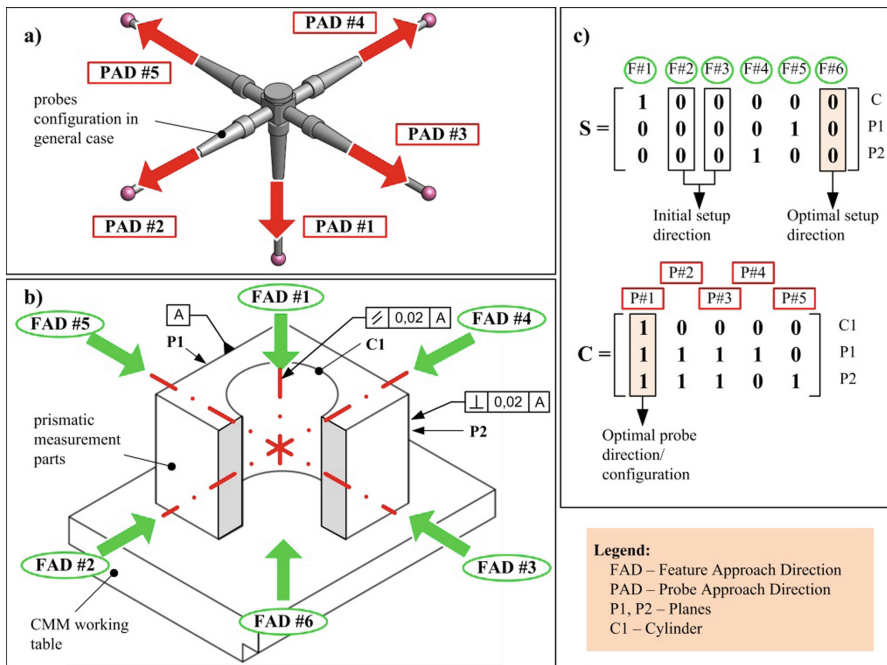 a)
PAD #4
PAD #5
probes
configuration in
general case
PAD #3
PAD #2
PAD #1
b)
FAD #1
FAD #5
A
P1
⫽ 0,02 A
C1
FAD #4
⊥ 0,02 A
P2
prismatic
measurement
parts
FAD #2
FAD #3
FAD #6
CMM working
table
c)
F#1 F#2 F#3 F#4 F#5 F#6
1 0 0 0 0 0 C
S = 0 0 0 0 1 0 P1
0 0 0 1 0 0 P2
Initial setup
direction
Optimal setup
direction
P#2 P#4
P#1 P#3 P#5
1 0 0 0 0 C1
C = 1 1 1 1 0 P1
1 1 1 0 1 P2
Optimal probe
direction/
configuration
Legend:
FAD – Feature Approach Direction
PAD – Probe Approach Direction
P1, P2 – Planes
C1 – Cylinder